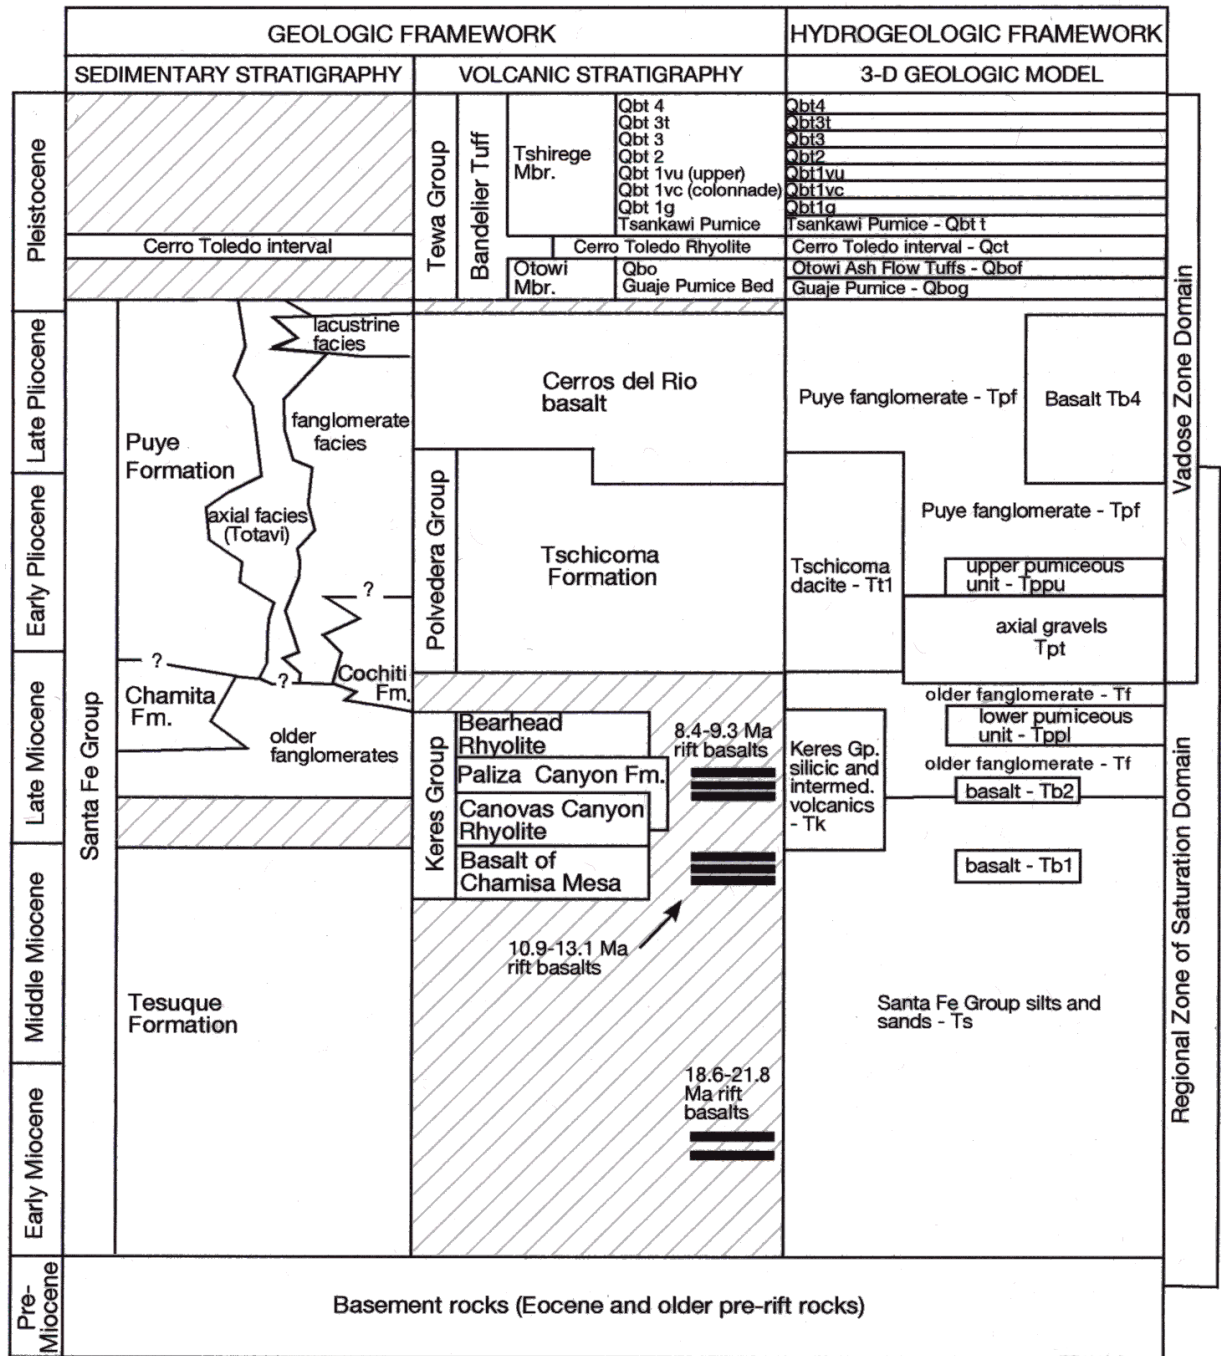 GEOLOGIC FRAMEWORK
HYDROGEOLOGIC FRAMEWORK
SEDIMENTARY STRATIGRAPHY
VOLCANIC STRATIGRAPHY
3-D GEOLOGIC MODEL
Pleistocene
Late Pliocene
Early Pliocene
Late Miocene
Middle Miocene
Early Miocene
Pre-
Miocene
Santa Fe Group
Cerro Toledo interval
lacustrine
facies
fanglomerate
facies
Puye
Formation
axial facies
(Totavi)
?
?
?
Cochiti
Fm.
Chamita
Fm.
older
fanglomerates
Tesuque
Formation
Tewa Group
Bandelier Tuff
Tshirege
Mbr.
Qbt 4
Qbt 3t
Qbt 3
Qbt 2
Qbt 1vu (upper)
Qbt 1vc (colonnade)
Qbt 1g
Tsankawi Pumice
Cerro Toledo Rhyolite
Otowi
Mbr.
Qbo
Guaje Pumice Bed
Cerros del Rio
basalt
Polvedera Group
Tschicoma
Formation
Keres Group
Bearhead
Rhyolite
Paliza Canyon Fm.
Canovas Canyon
Rhyolite
Basalt of
Chamisa Mesa
8.4-9.3 Ma
rift basalts
10.9-13.1 Ma
rift basalts
18.6-21.8
Ma rift
basalts
Qbt4
Qbt3t
Qbt3
Qbt2
Qbt1vu
Qbt1vc
Qbt1g
Tsankawi Pumice - Qbt t
Cerro Toledo interval - Qct
Otowi Ash Flow Tuffs - Qbof
Guaje Pumice - Qbog
Puye fanglomerate - Tpf
Basalt Tb4
Puye fanglomerate - Tpf
Tschicoma
dacite - Tt1
upper pumiceous
unit - Tppu
axial gravels
Tpt
older fanglomerate - Tf
lower pumiceous
unit - Tppl
Keres Gp.
silicic and
intermed.
volcanics
- Tk
older fanglomerate - Tf
basalt - Tb2
basalt - Tb1
Santa Fe Group silts and
sands - Ts
Vadose Zone Domain
Regional Zone of Saturation Domain
Basement rocks (Eocene and older pre-rift rocks)